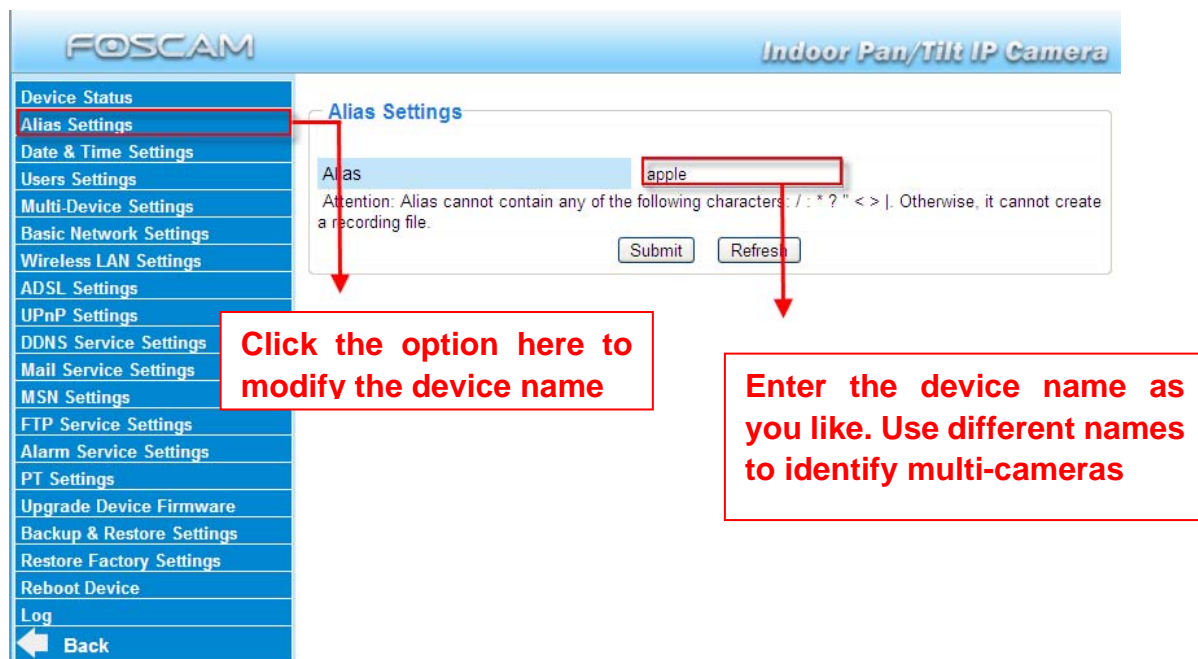 FOSCAM
Indoor Pan/Tilt IP Camera
Device Status
Alias Settings
Date & Time Settings
Users Settings
Multi-Device Settings
Basic Network Settings
Wireless LAN Settings
ADSL Settings
UPnP Settings
DDNS Service Settings
Mail Service Settings
MSN Settings
FTP Service Settings
Alarm Service Settings
PT Settings
Upgrade Device Firmware
Backup & Restore Settings
Restore Factory Settings
Reboot Device
Log
Back
Alias Settings
Alias
apple
Attention: Alias cannot contain any of the following characters: / : * ? " < > |. Otherwise, it cannot create
a recording file.
Submit
Refresh
Click the option here to
modify the device name
Enter the device name as
you like. Use different names
to identify multi-cameras